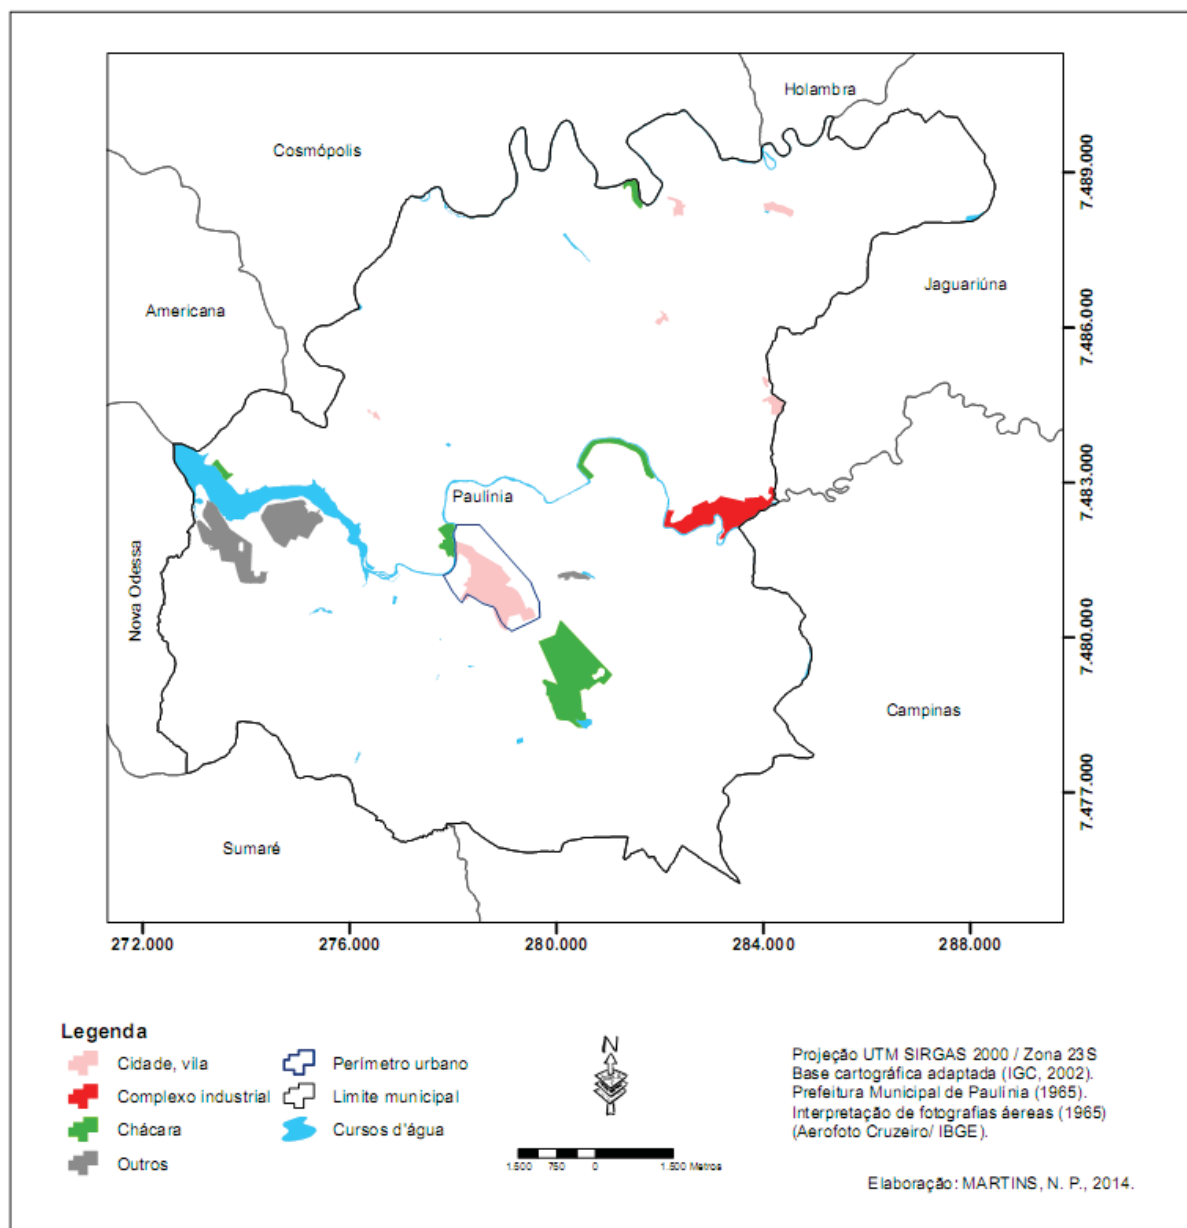 Holambra
Cosmópolis
7.489.000
Jaguariúna
Americana
7.486.000
Paulínia
7.483.000
Nova Odessa
7.480.000
Campinas
7.477.000
Sumaré
272.000
276.000
280.000
284.000
288.000
Legenda
Cidade, vila
Complexo industrial
Chácara
Outros
Perímetro urbano
Limite municipal
Cursos d'água
N
1.500 750 0 1.500 Metros
Projeção UTM SIRGAS 2000 / Zona 23S
Base cartográfica adaptada (IGC, 2002).
Prefeitura Municipal de Paulínia (1965).
Interpretação de fotografias áereas (1965)
(Aerofoto Cruzeiro/ IBGE).
Elaboração: MARTINS, N. P., 2014.